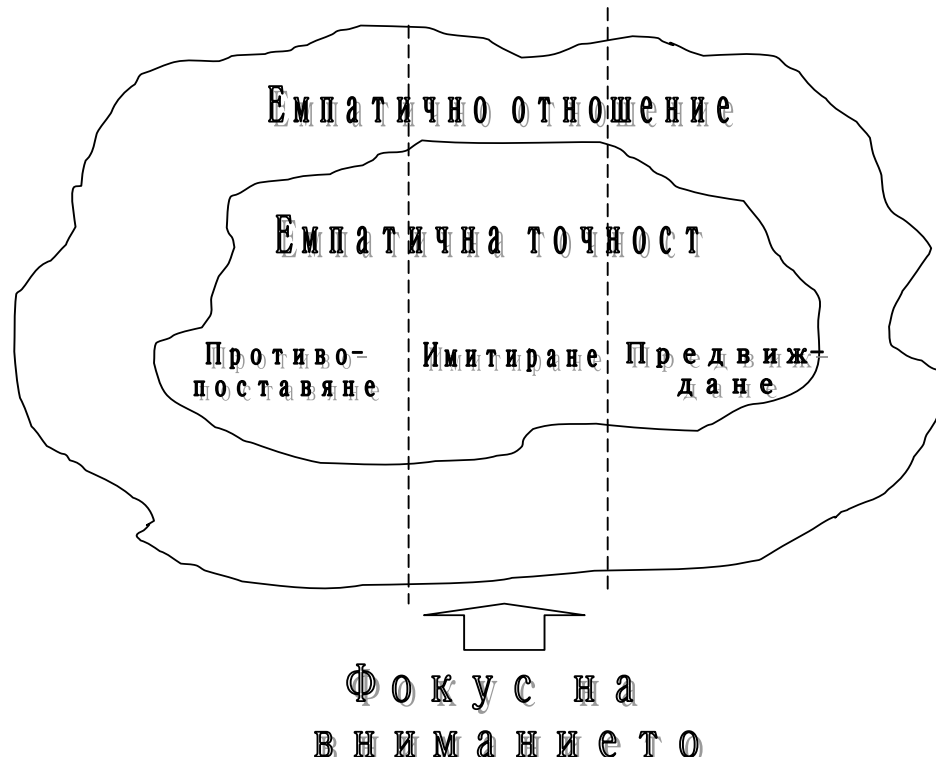 Емпатично отношение
Емпатична точност
Противо-
поставяне
Имитиране
Предвиж-
дане
Фокус на
вниманието